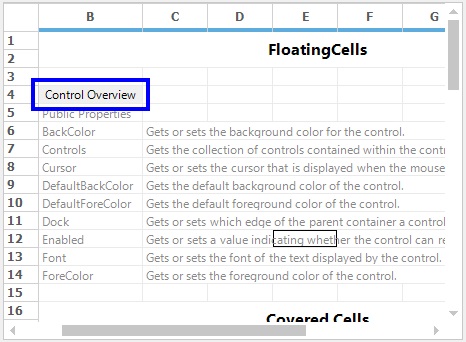 B C D E F G
1 FloatingCells
2
3
4 Control Overview
5 Public Properties
6 BackColor Gets or sets the background color for the control.
7 Controls Gets the collection of controls contained within the contr
8 Cursor Gets or sets the cursor that is displayed when the mouse
9 DefaultBackColor Gets the default background color of the control.
10 DefaultForeColor Gets the default foreground color of the control.
11 Dock Gets or sets which edge of the parent container a control
12 Enabled Gets or sets a value indicating whether the control can re
13 Font Gets or sets the font of the text displayed by the control.
14 ForeColor Gets or sets the foreground color of the control.
15
16 Covered Cells